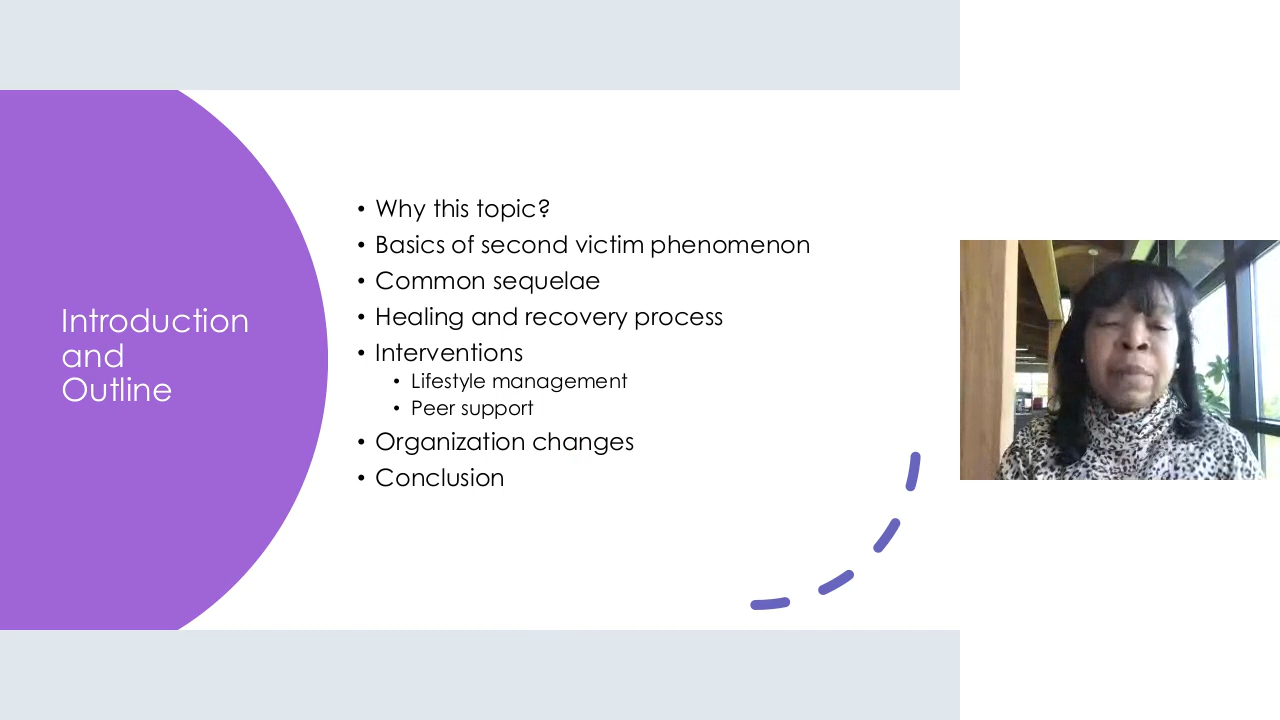 Introduction
and
Outline
• Why this topic?
• Basics of second victim phenomenon
• Common sequelae
• Healing and recovery process
• Interventions
• Lifestyle management
• Peer support
• Organization changes
• Conclusion